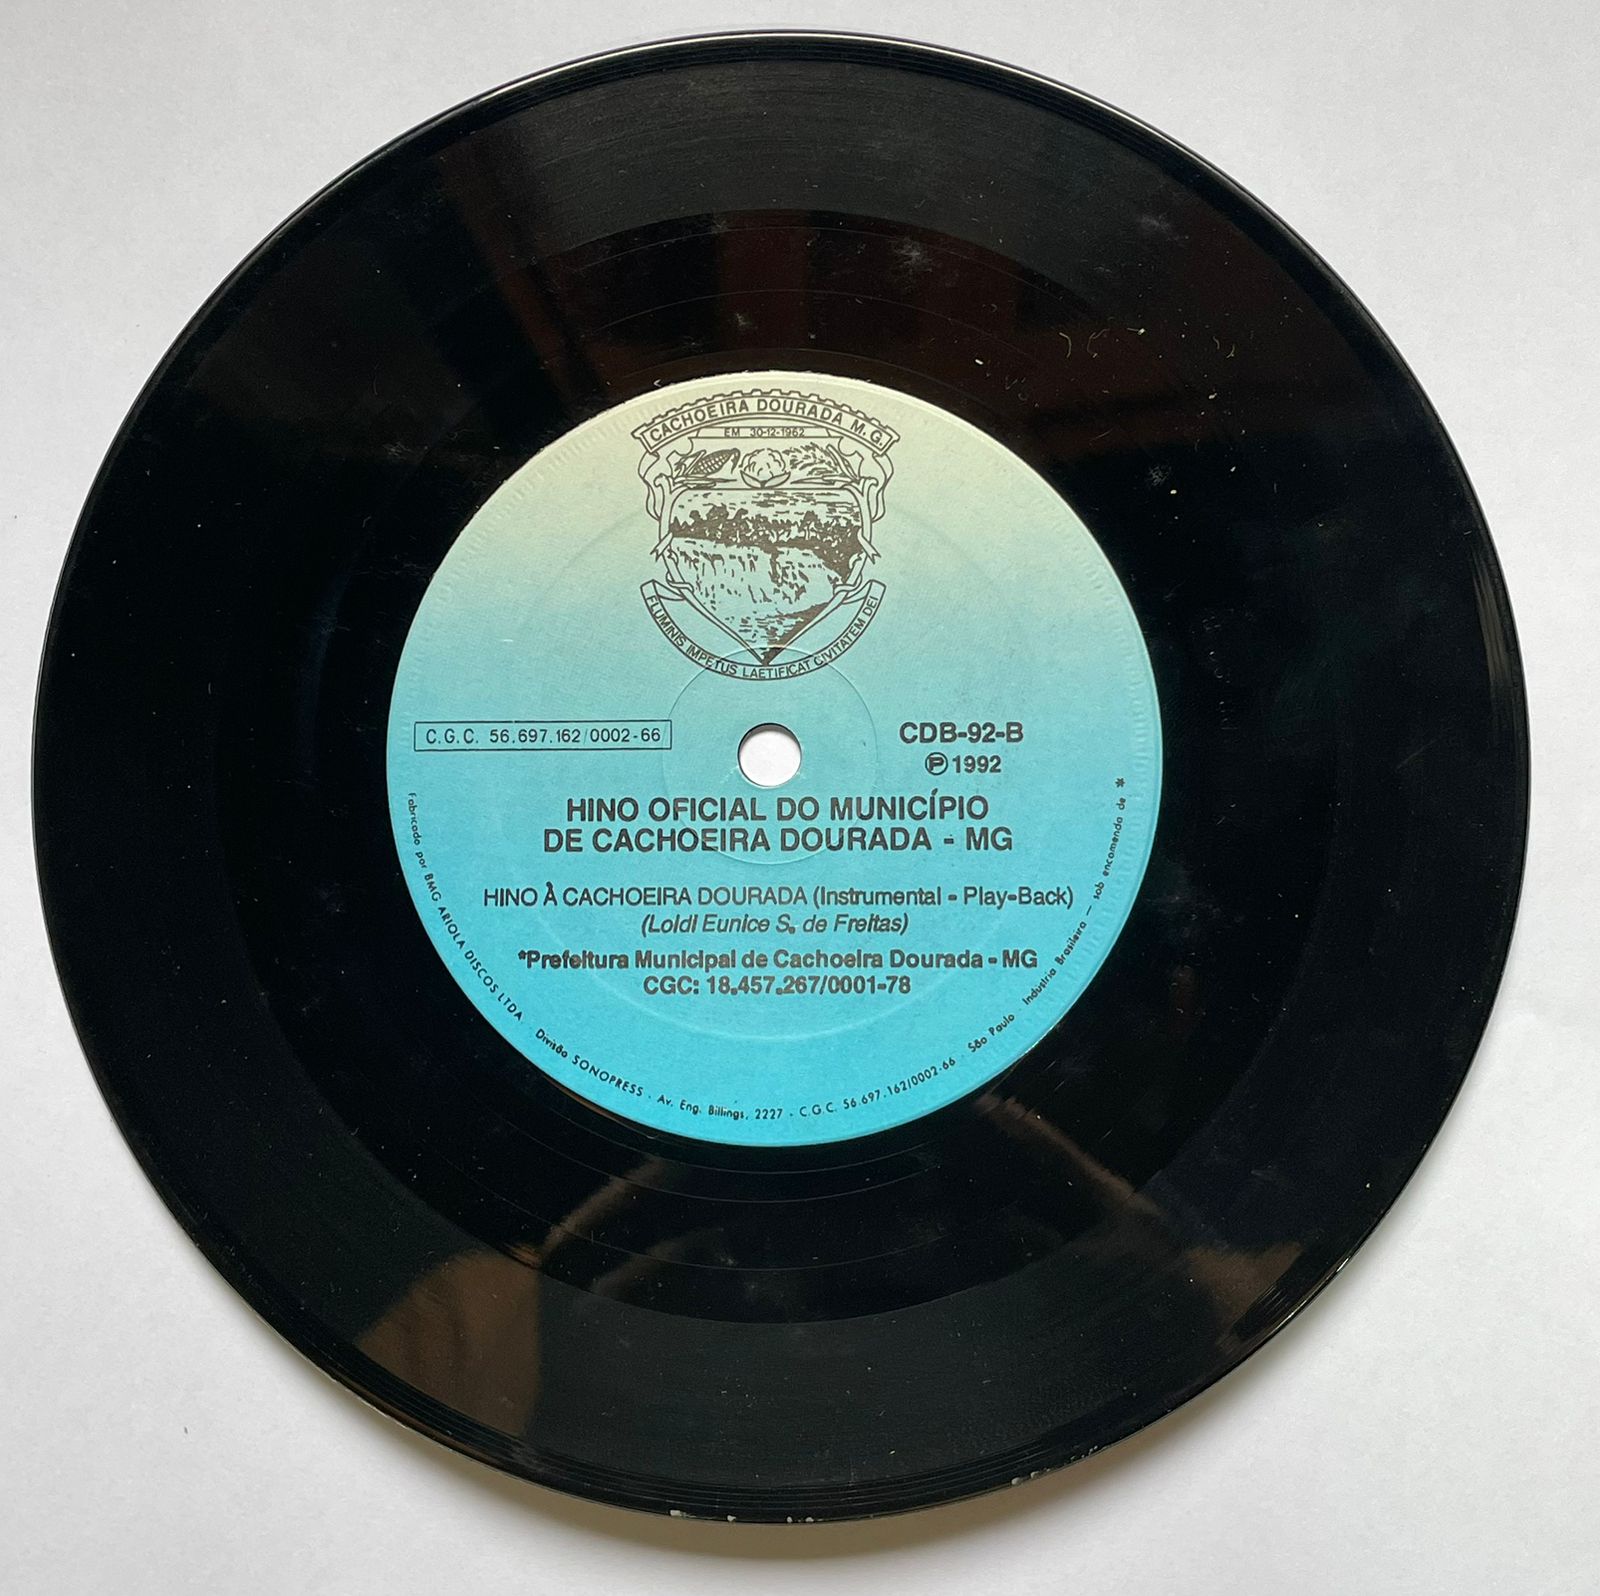 CACHOEIRA DOURADA M.G.
EM 30-12-1962
FLUMINIS IMPETUS LAETIFICAT CIVITATEM DEI
C.G.C. 56.697.162/0002-66
CDB-92-B
℗ 1992
HINO OFICIAL DO MUNICÍPIO
DE CACHOEIRA DOURADA - MG
HINO À CACHOEIRA DOURADA (Instrumental - Play-Back)
(Loidi Eunice S. de Freitas)
*Prefeitura Municipal de Cachoeira Dourada - MG
CGC: 18.457.267/0001-78
Fabricado por BMG ARIOLA DISCOS LTDA. Divisão SONOPRESS . Av. Eng. Billings, 2227 - C.G.C. 56.697.162/0002-66 . São Paulo . Industria Brasileira — sob encomenda de *